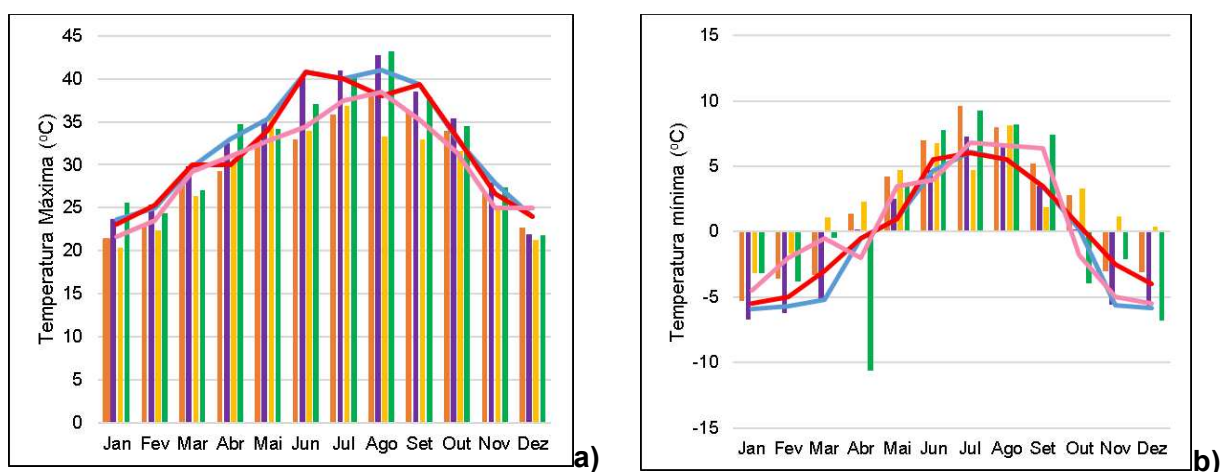 Temperatura Máxima (ºC)
45
40
35
30
25
20
15
10
5
0
Jan Fev Mar Abr Mai Jun Jul Ago Set Out Nov Dez
a)
Temperatura mínima (ºC)
15
10
5
0
-5
-10
-15
Jan Fev Mar Abr Mai Jun Jul Ago Set Out Nov Dez
b)